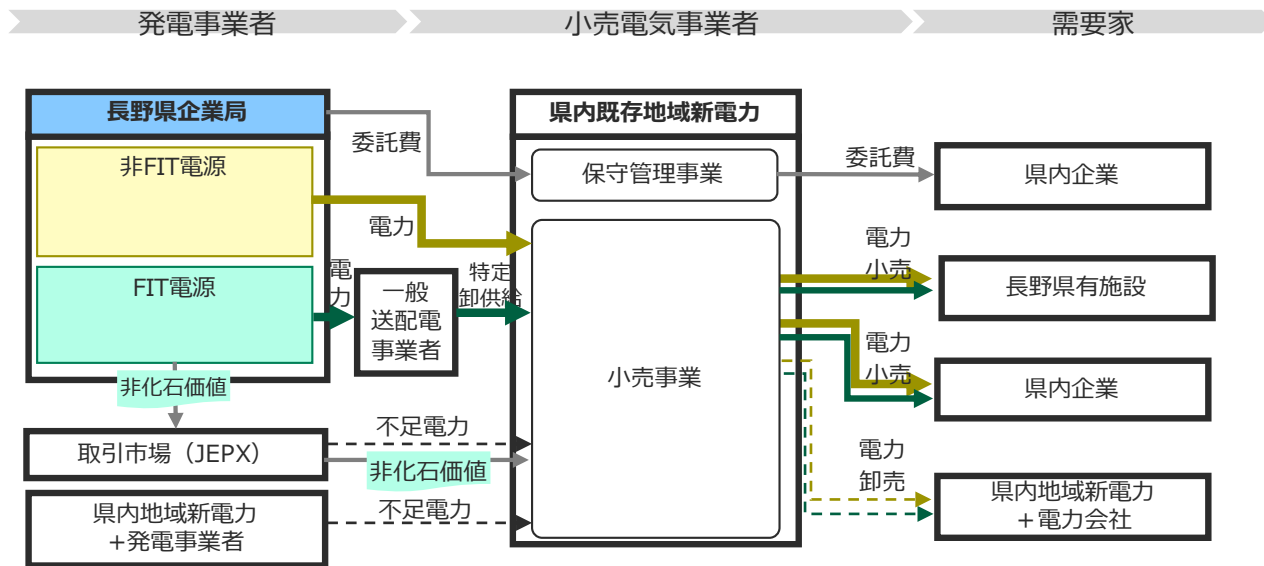 発電事業者
小売電気事業者
需要家
長野県企業局
非FIT電源
FIT電源
非化石価値
取引市場（JEPX）
県内地域新電力
+発電事業者
委託費
電力
電
力
一般
送配電
事業者
特定
卸供給
不足電力
非化石価値
不足電力
県内既存地域新電力
保守管理事業
小売事業
委託費
電力
小売
電力
小売
電力
卸売
県内企業
長野県有施設
県内企業
県内地域新電力
＋電力会社